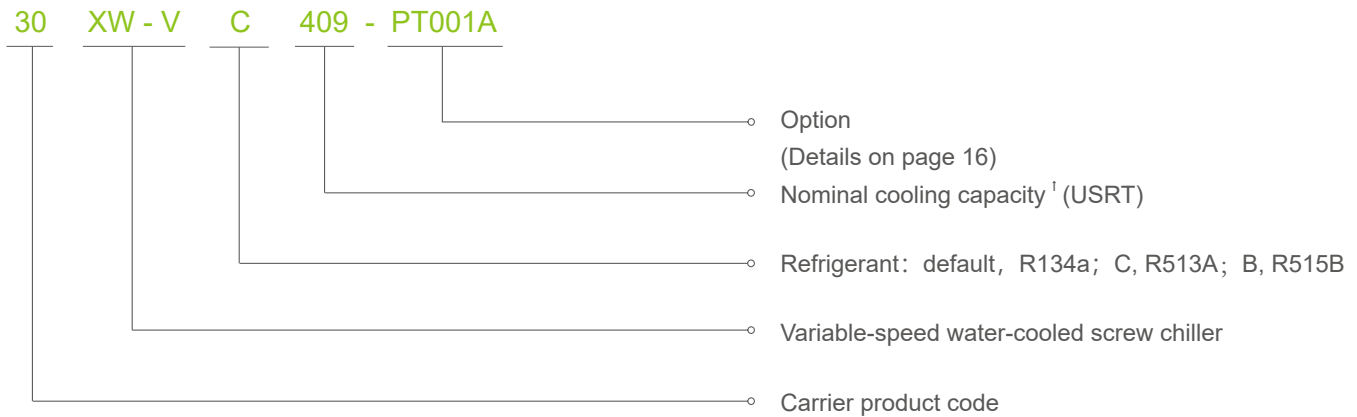 30 XW - V C 409 - PT001A
Option
(Details on page 16)
Nominal cooling capacity † (USRT)
Refrigerant：default，R134a；C, R513A；B, R515B
Variable-speed water-cooled screw chiller
Carrier product code